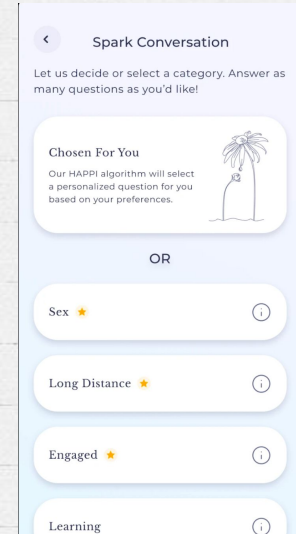 Spark Conversation
Let us decide or select a category. Answer as
many questions as you'd like!
Chosen For You
Our HAPPI algorithm will select
a personalized question for you
based on your preferences.
OR
Sex
Long Distance
Engaged
Learning